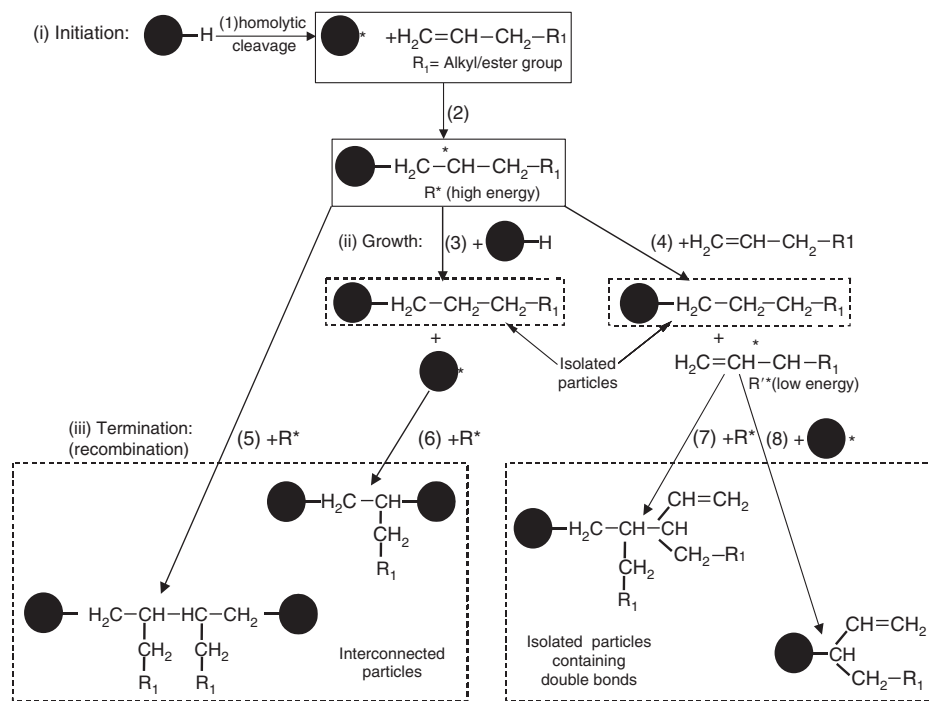 (i) Initiation:
–H
(1)homolytic
cleavage
*
+H₂C=CH–CH₂–R₁
R₁= Alkyl/ester group
(2)
*
H₂C–CH–CH₂–R₁
R* (high energy)
(ii) Growth:
(3) +
–H
(4) +H₂C=CH–CH₂–R1
H₂C–CH₂–CH₂–R₁
H₂C–CH₂–CH₂–R₁
+
+
Isolated
particles
*
*
H₂C=CH–CH–R₁
R′*(low energy)
(iii) Termination:
(recombination)
(5) +R*
(6) +R*
(7) +R*
(8) +
*
H₂C–CH–
CH₂
R₁
CH=CH₂
H₂C–CH–CH
CH₂–R1
CH₂
R₁
H₂C–CH–HC–CH₂
CH₂
CH₂
R₁
R₁
Interconnected
particles
Isolated particles
containing
double bonds
CH=CH₂
CH
CH₂–R₁